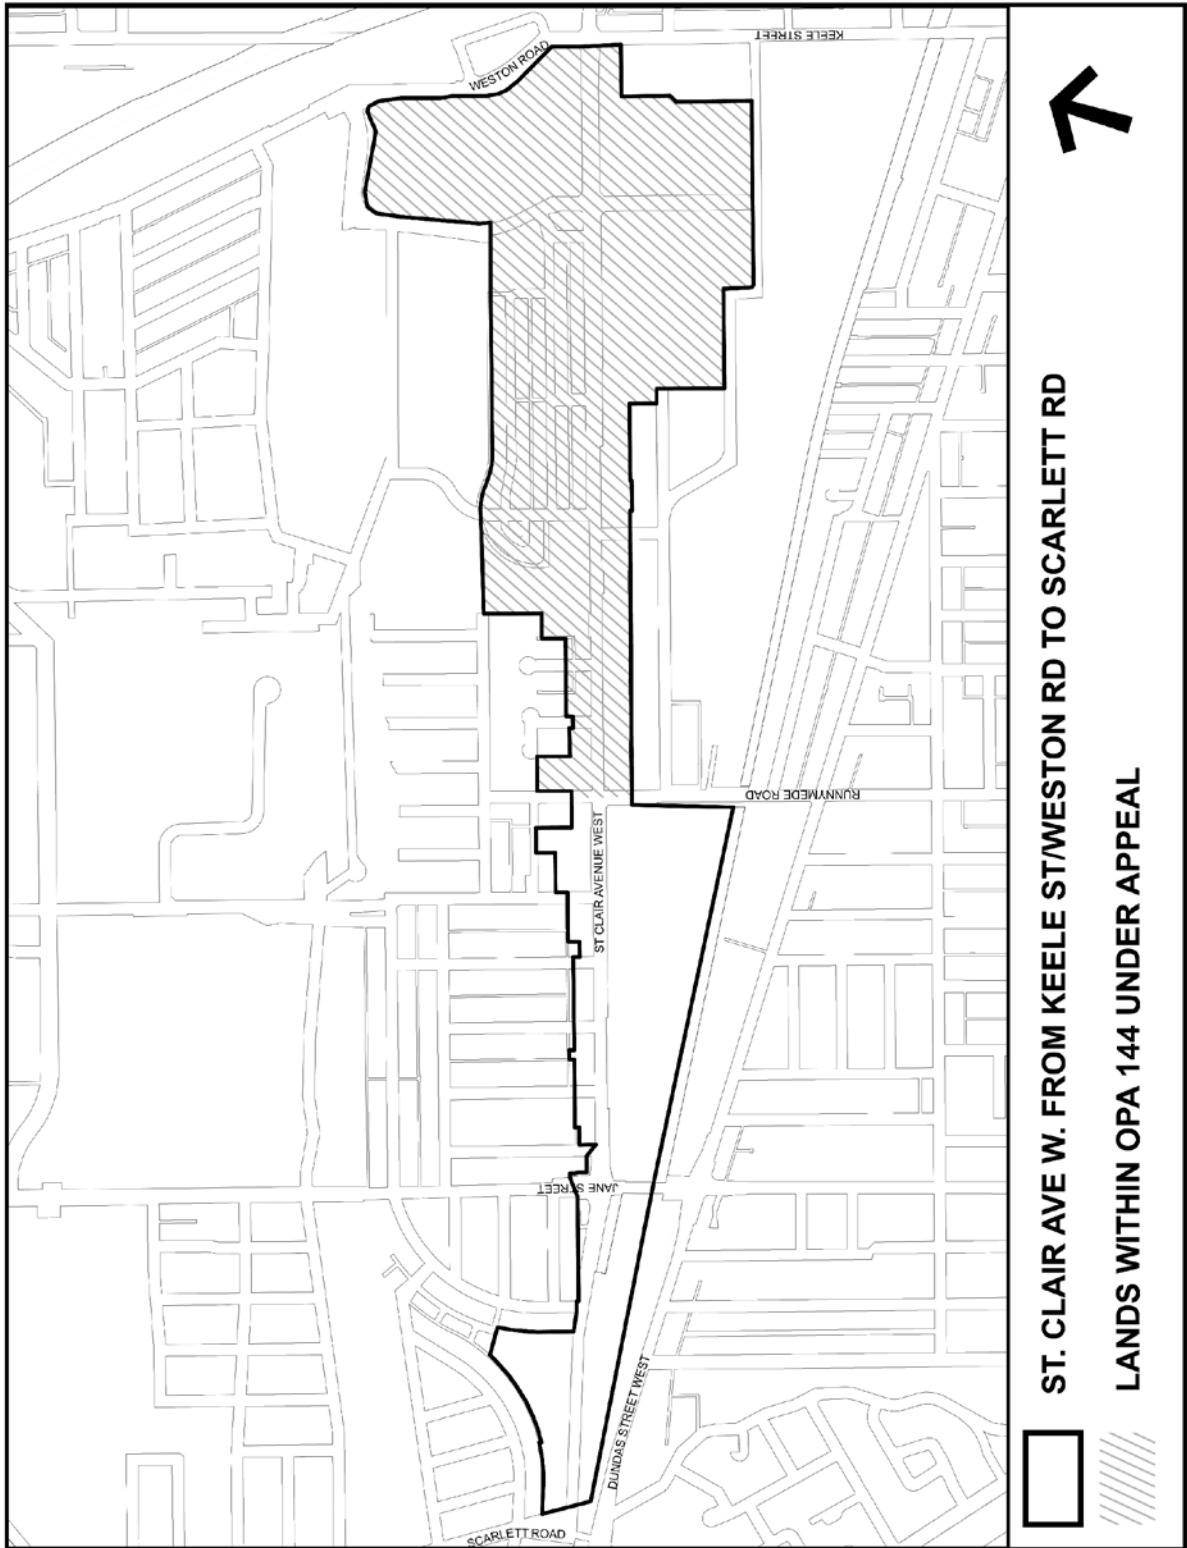 KEELE STREET
WESTON ROAD
ST CLAIR AVENUE WEST
RUNNYMEDE ROAD
JANE STREET
DUNDAS STREET WEST
SCARLETT ROAD
ST. CLAIR AVE W. FROM KEELE ST/WESTON RD TO SCARLETT RD
LANDS WITHIN OPA 144 UNDER APPEAL